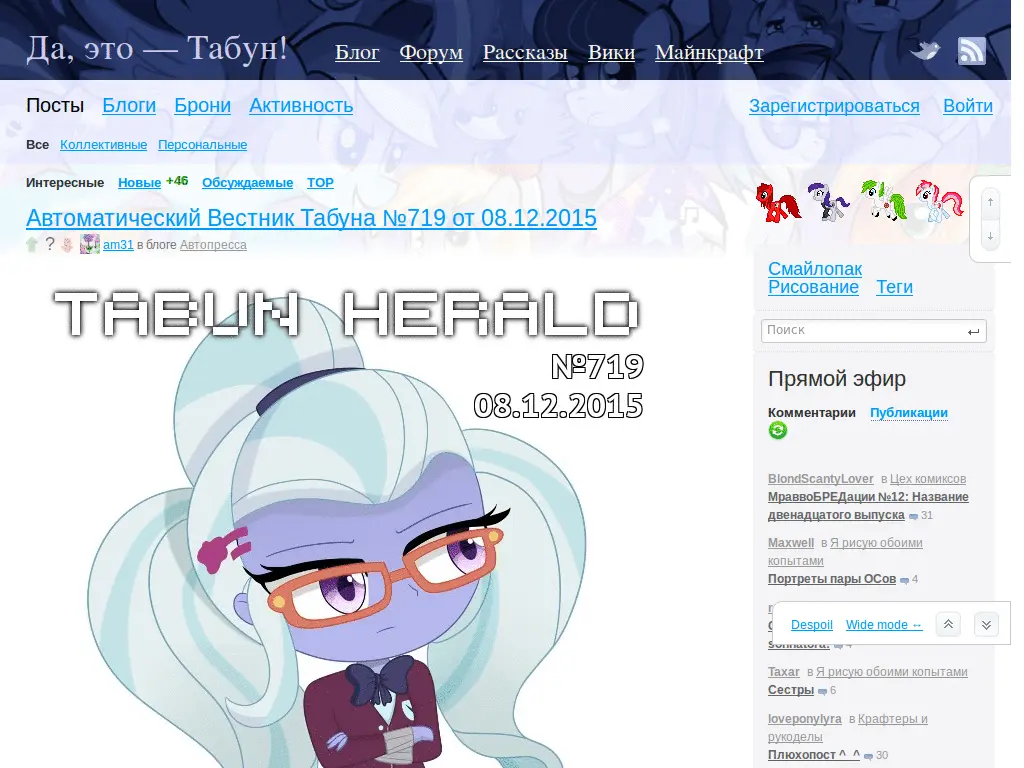 Да, это — Табун!
Блог Форум Рассказы Вики Майнкрафт
Посты Блоги Брони Активность
Зарегистрироваться Войти
Все Коллективные Персональные
Интересные Новые +46 Обсуждаемые TOP
Автоматический Вестник Табуна №719 от 08.12.2015
? am31 в блоге Автопресса
TABUN HERALD
№719
08.12.2015
Смайлопак
Рисование Теги
Поиск
Прямой эфир
Комментарии Публикации
BlondScantyLover в Цех комиксов
МраввоБРЕДации №12: Название
двенадцатого выпуска 31
Maxwell в Я рисую обоими
копытами
Портреты пары ОСов 4
Despoil Wide mode ↔
Taxar в Я рисую обоими копытами
Сестры 6
loveponylyra в Крафтеры и
рукоделы
Плюхопост ^_^ 30